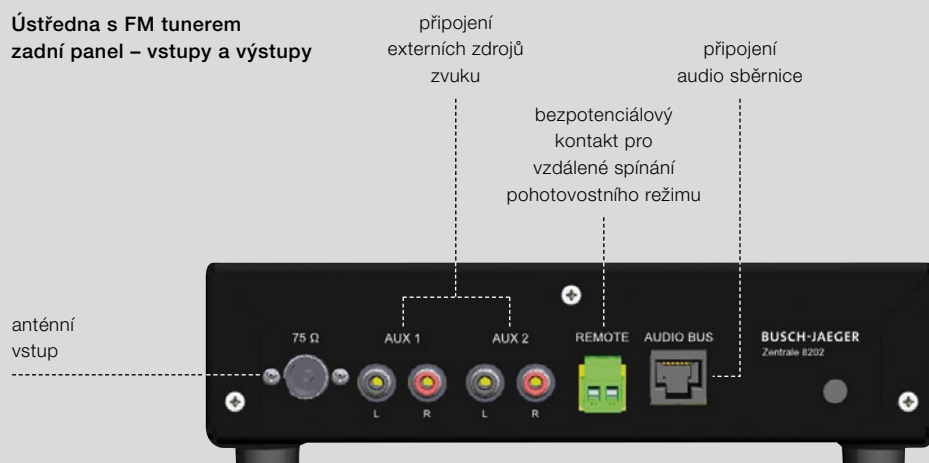 Ústředna s FM tunerem
zadní panel – vstupy a výstupy
připojení
externích zdrojů
zvuku
připojení
audio sběrnice
bezpotenciálový
kontakt pro
vzdálené spínání
pohotovostního režimu
anténní
vstup
75 Ω
AUX 1
AUX 2
REMOTE
AUDIO BUS
BUSCH-JAEGER
Zentrale 8202
L
R
L
R